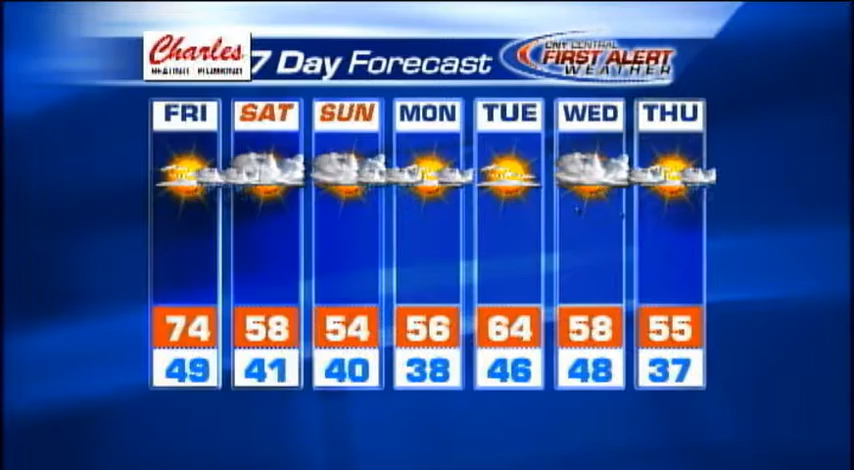 Charles
HEATING PLUMBING
7 Day Forecast
CNY CENTRAL
FIRST ALERT
WEATHER
FRI SAT SUN MON TUE WED THU
74 58 54 56 64 58 55
49 41 40 38 46 48 37